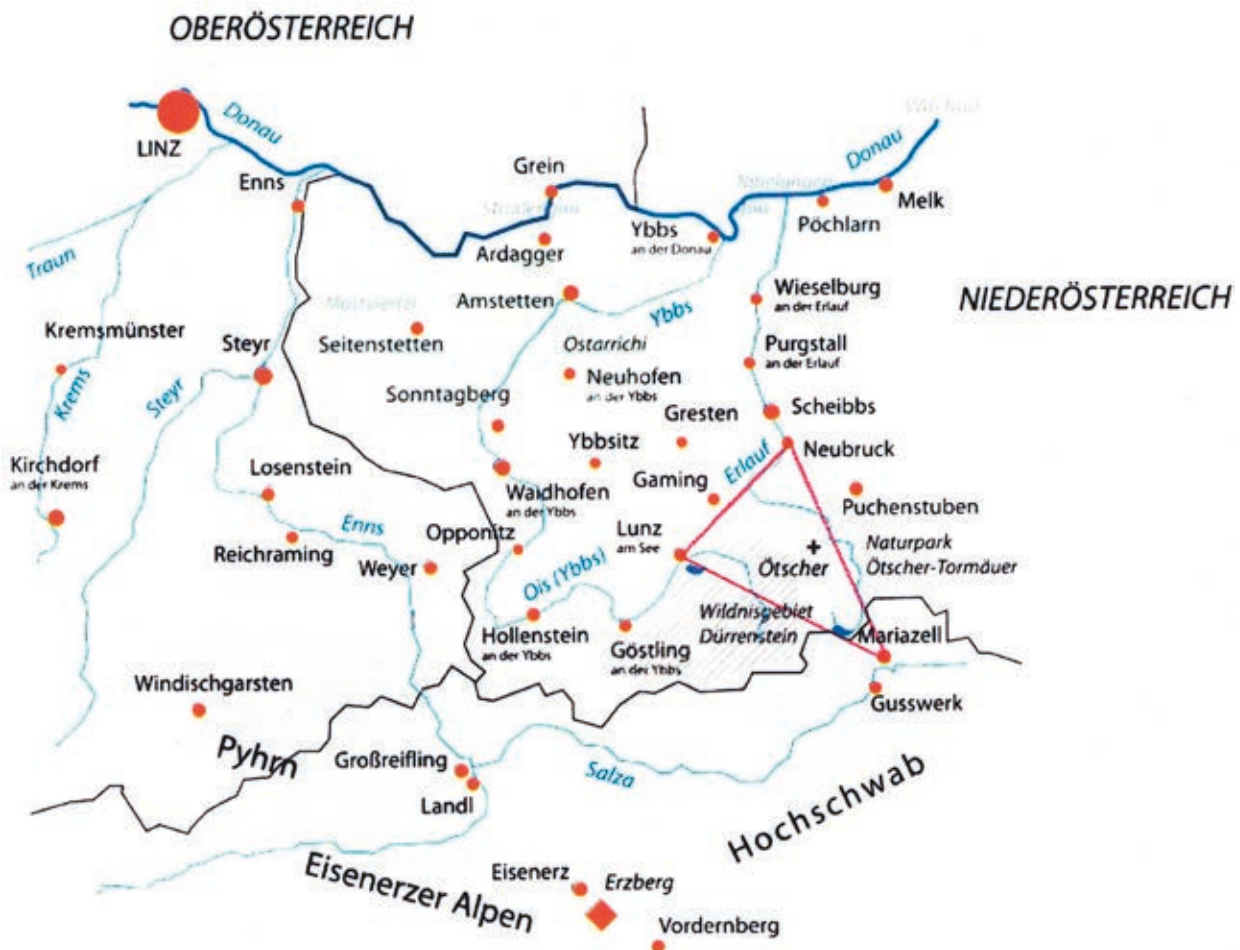 OBERÖSTERREICH
LINZ
Donau
Enns
Grein
Ardagger
Ybbs
an der Donau
Donau
Melk
Pöchlarn
Traun
Kremsmünster
Krems
Steyr
Steyr
Seitenstetten
Amstetten
Ybbs
Wieselburg
an der Erlauf
NIEDERÖSTERREICH
Ostarrichi
Neuhofen
an der Ybbs
Purgstall
an der Erlauf
Sonntagberg
Gresten
Scheibbs
Kirchdorf
an der Krems
Losenstein
Ybbsitz
Erlauf
Neubruck
Waidhofen
an der Ybbs
Gaming
Puchenstuben
Reichraming
Enns
Weyer
Opponitz
Lunz
am See
Ötscher
Naturpark
Ötscher-Tormäuer
Ois (Ybbs)
Hollenstein
an der Ybbs
Göstling
an der Ybbs
Wildnisgebiet
Dürrenstein
Mariazell
Gusswerk
Windischgarsten
Pyhrn
Großreifling
Landl
Salza
Hochschwab
Eisenerzer Alpen
Eisenerz
Erzberg
Vordernberg